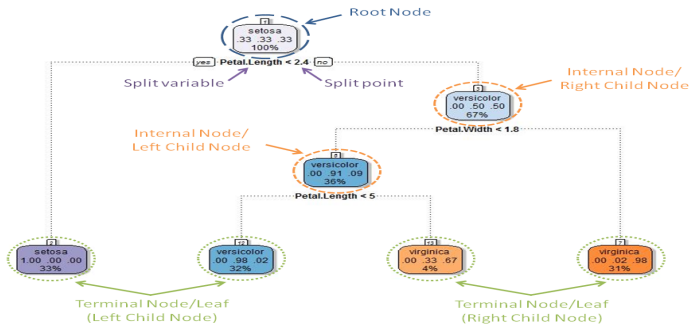 1
Root Node
setosa
.33 .33 .33
100%
yes Petal.Length < 2.4 no
Split variable
Split point
Internal Node/
Right Child Node
3
versicolor
.00 .50 .50
67%
Petal.Width < 1.8
Internal Node/
Left Child Node
6
versicolor
.00 .91 .09
36%
Petal.Length < 5
2
setosa
1.00 .00 .00
33%
12
versicolor
.00 .98 .02
32%
13
virginica
.00 .33 .67
4%
7
virginica
.00 .02 .98
31%
Terminal Node/Leaf
(Left Child Node)
Terminal Node/Leaf
(Right Child Node)